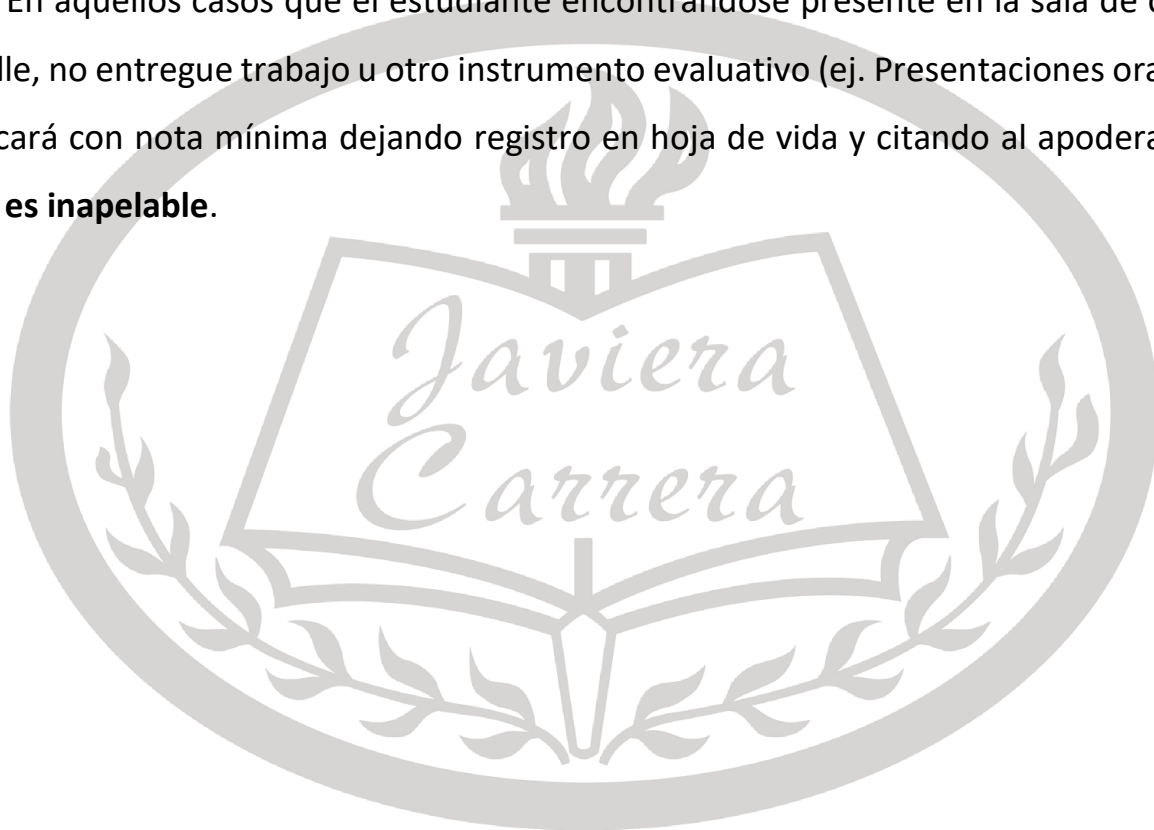 En aquellos casos que el estudiante encontrándose presente en la sala de
no entregue trabajo u otro instrumento evaluativo (ej. Presentaciones
con nota mínima dejando registro en hoja de vida y citando al
es inapelable.
Javiera
Carrera